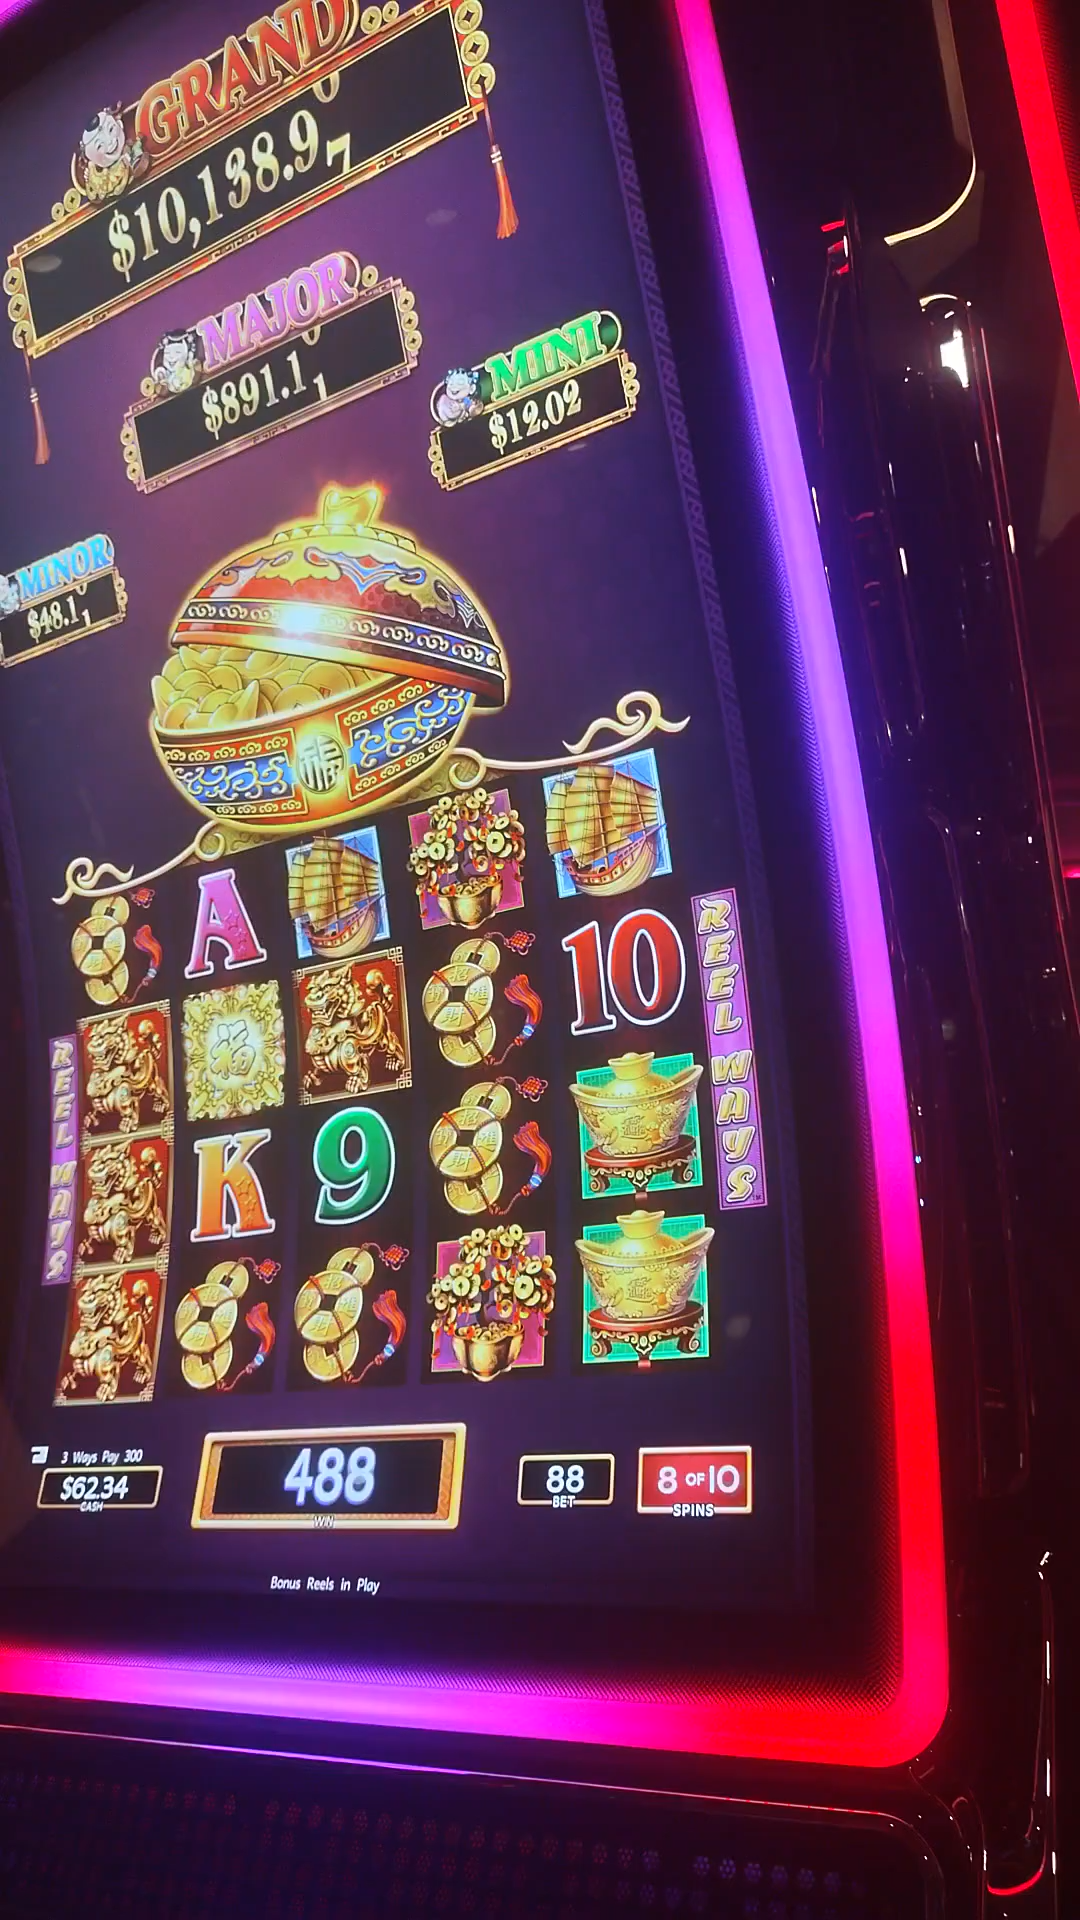 GRAND
$10,138.97
MAJOR
$891.11
MINI
$12.02
MINOR
$48.11
福
A
10
REEL WAYS
福
REEL WAYS
K
9
3 Ways Pay 300
$62.34
CASH
488
WIN
88
BET
8 OF 10
SPINS
Bonus Reels in Play